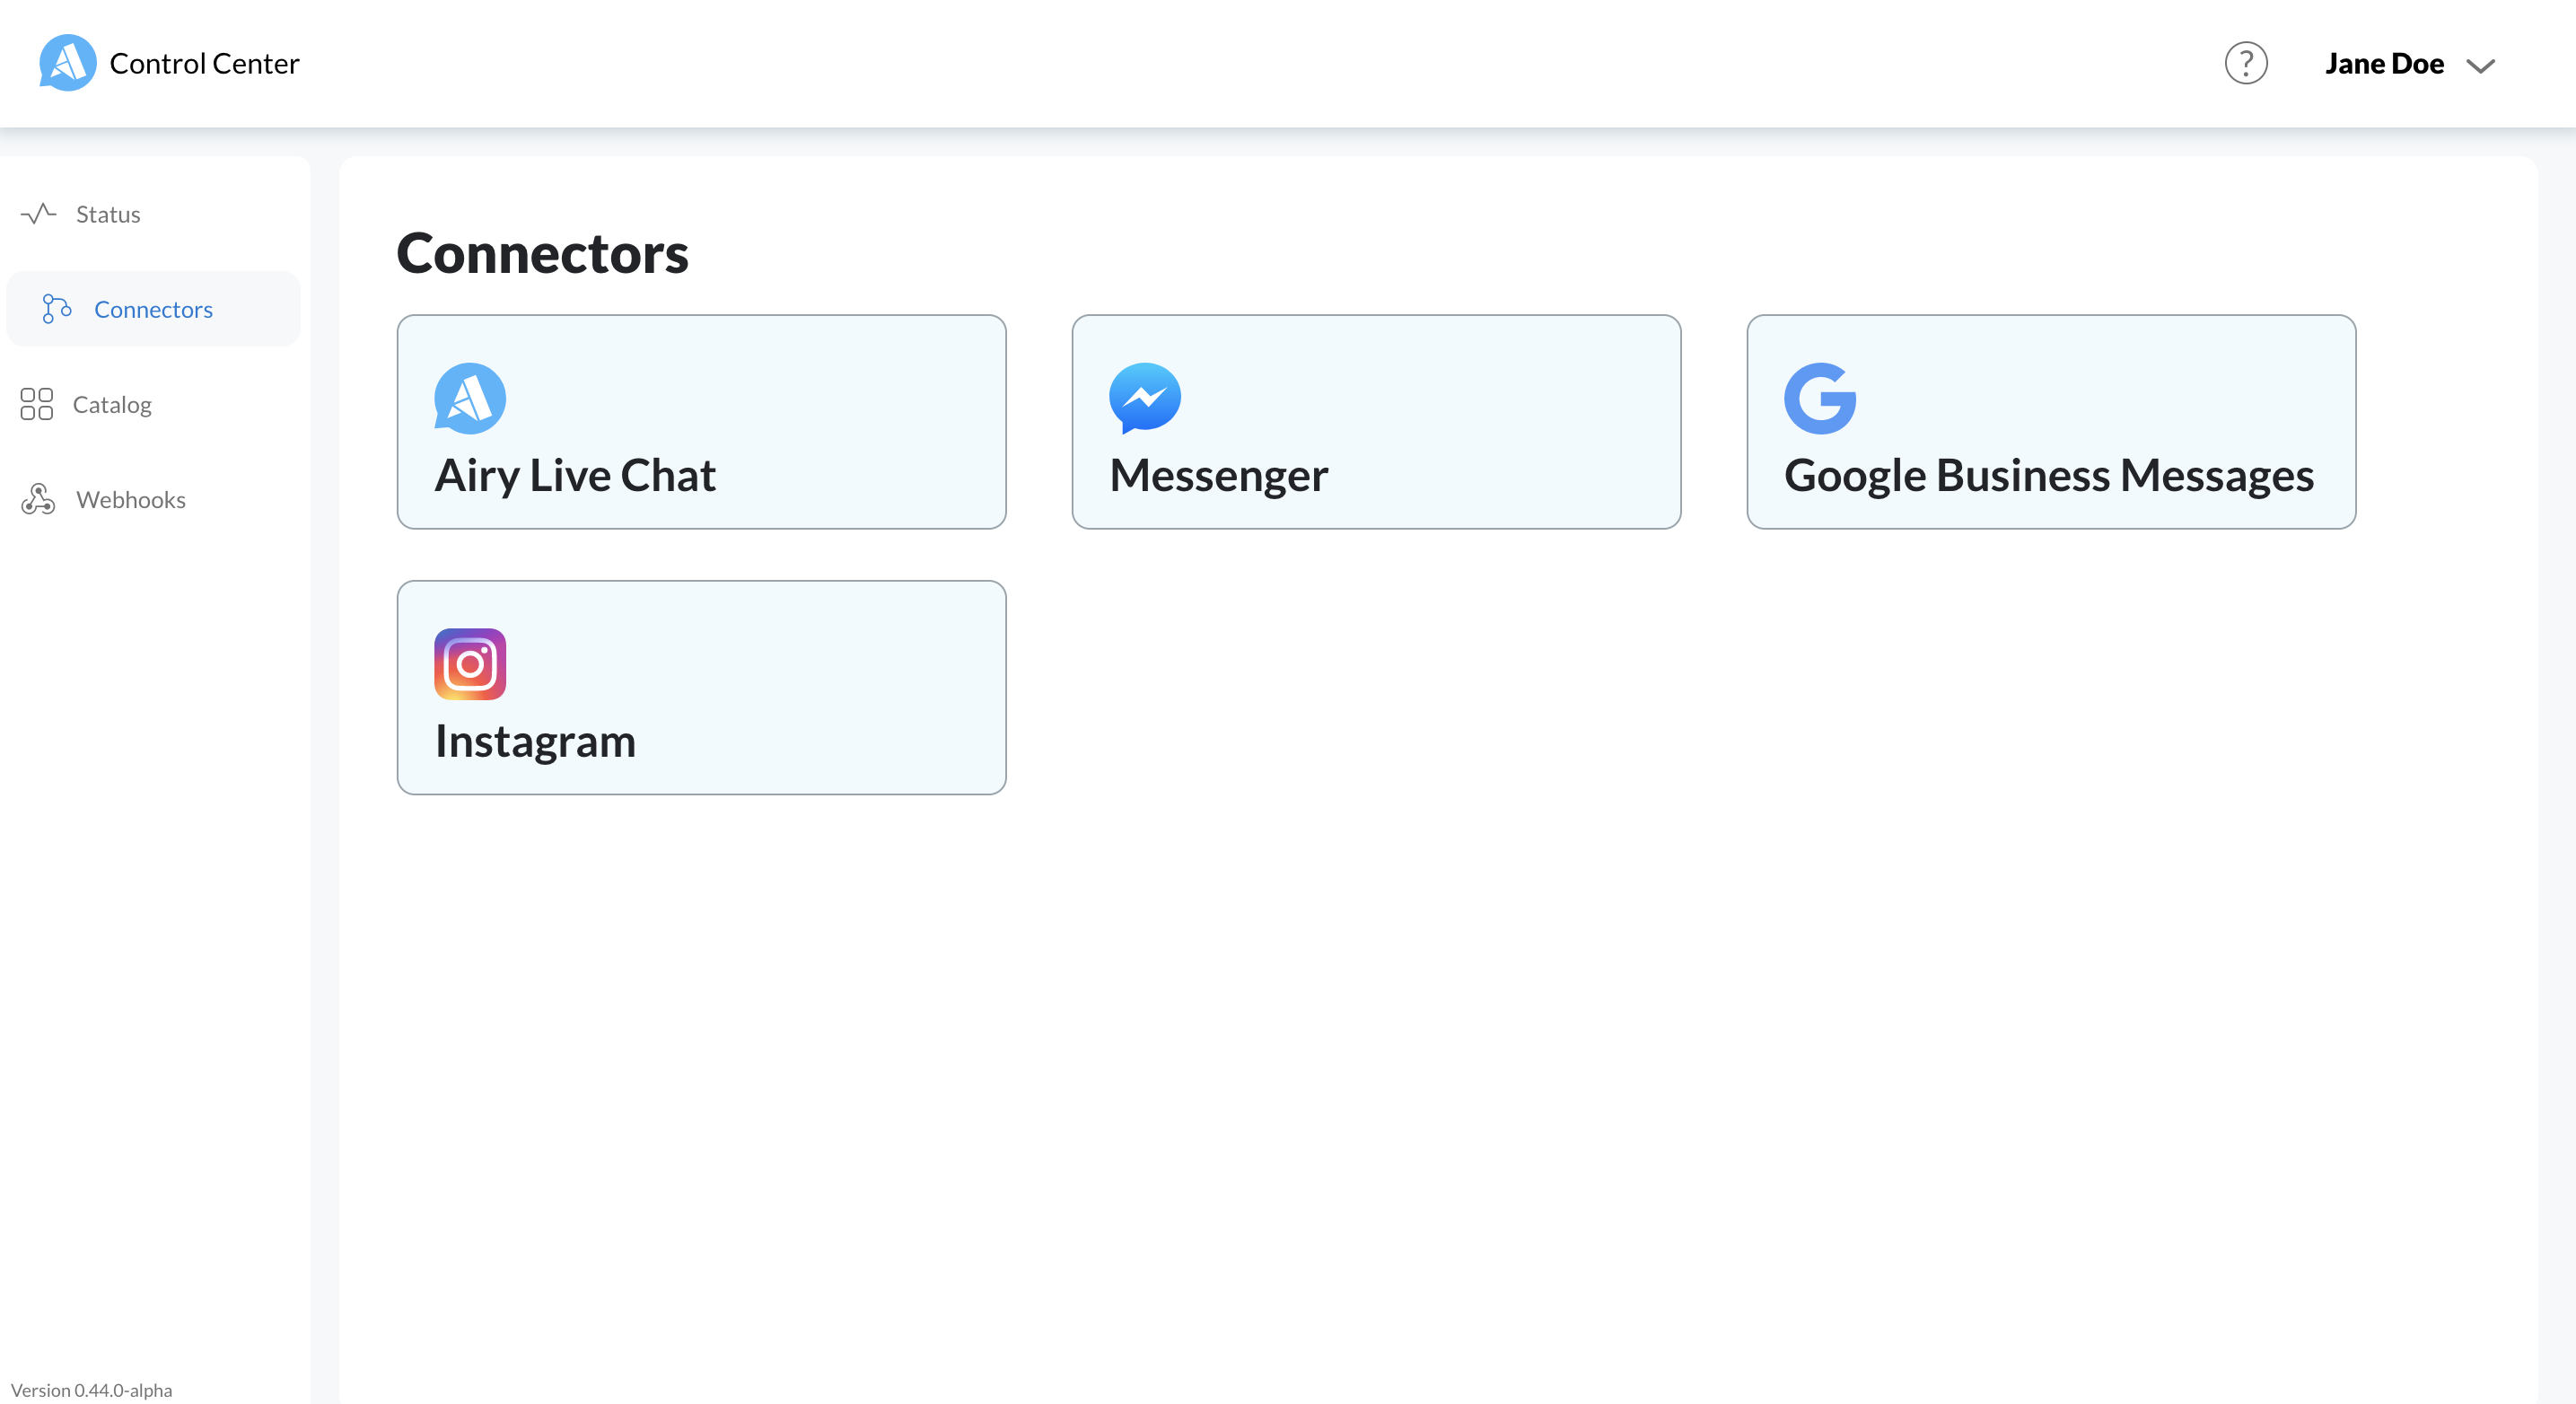 Control Center
?
Jane Doe
Status
Connectors
Catalog
Webhooks
Connectors
Airy Live Chat
Messenger
Google Business Messages
Instagram
Version 0.44.0-alpha